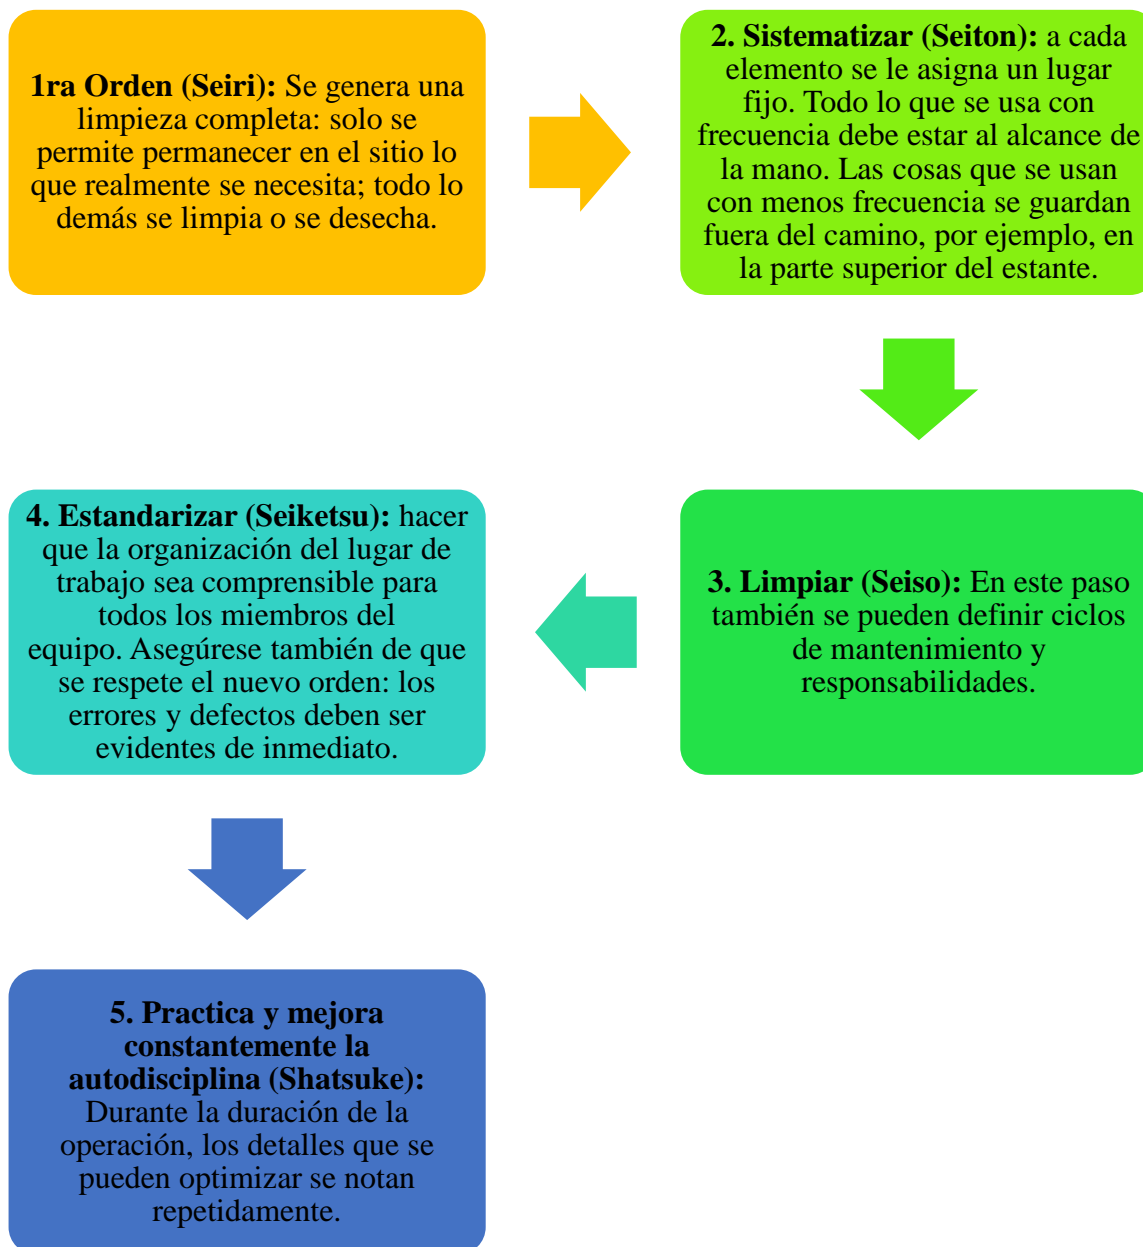 1ra Orden (Seiri): Se genera una
limpieza completa: solo se
permite permanecer en el sitio lo
que realmente se necesita; todo lo
demás se limpia o se desecha.
2. Sistematizar (Seiton): a cada
elemento se le asigna un lugar
fijo. Todo lo que se usa con
frecuencia debe estar al alcance de
la mano. Las cosas que se usan
con menos frecuencia se guardan
fuera del camino, por ejemplo, en
la parte superior del estante.
3. Limpiar (Seiso): En este paso
también se pueden definir ciclos
de mantenimiento y
responsabilidades.
4. Estandarizar (Seiketsu): hacer
que la organización del lugar de
trabajo sea comprensible para
todos los miembros del
equipo. Asegúrese también de que
se respete el nuevo orden: los
errores y defectos deben ser
evidentes de inmediato.
5. Practica y mejora
constantemente la
autodisciplina (Shatsuke):
Durante la duración de la
operación, los detalles que se
pueden optimizar se notan
repetidamente.